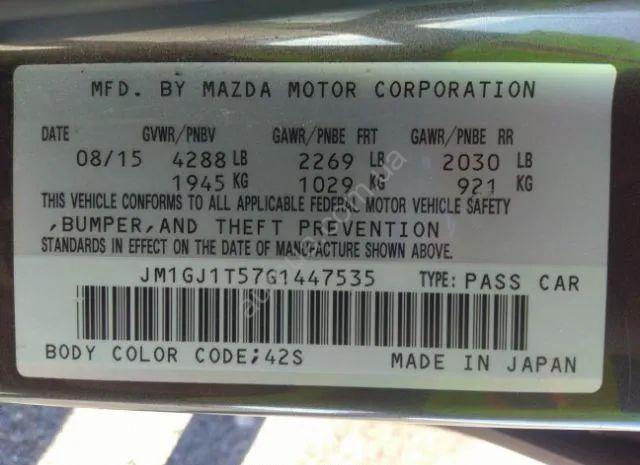 MFD. BY MAZDA MOTOR CORPORATION
DATE GVWR/PNBV GAWR/PNBE FRT GAWR/PNBE RR
08/15 4288 LB 2269 LB 2030 LB
1945 KG 1029 KG 921 KG
THIS VEHICLE CONFORMS TO ALL APPLICABLE FEDERAL MOTOR VEHICLE SAFETY
,BUMPER,AND THEFT PREVENTION
STANDARDS IN EFFECT ON THE DATE OF MANUFACTURE SHOWN ABOVE.
JM1GJ1T57G1447535 TYPE: PASS CAR
BODY COLOR CODE;42S MADE IN JAPAN